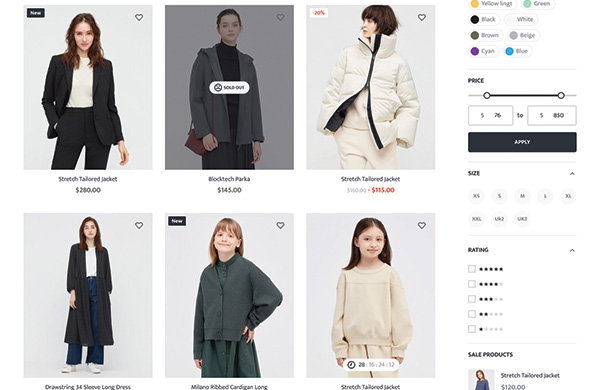 New
-20%
SOLD OUT
Stretch Tailored Jacket
$280.00
Blocktech Parka
$145.00
Stretch Tailored Jacket
$160.00 - $115.00
New
28 : 16 : 24 : 12
Drawstring 34 Sleeve Long Dress
Milano Ribbed Cardigan Long
Stretch Tailored Jacket
Yellow lingt
Green
Black
White
Brown
Beige
Cyan
Blue
PRICE
$ 76 to $ 850
APPLY
SIZE
XS S M L XL
XXL Uk2 UK3
RATING
SALE PRODUCTS
Stretch Tailored Jacket
$120.00